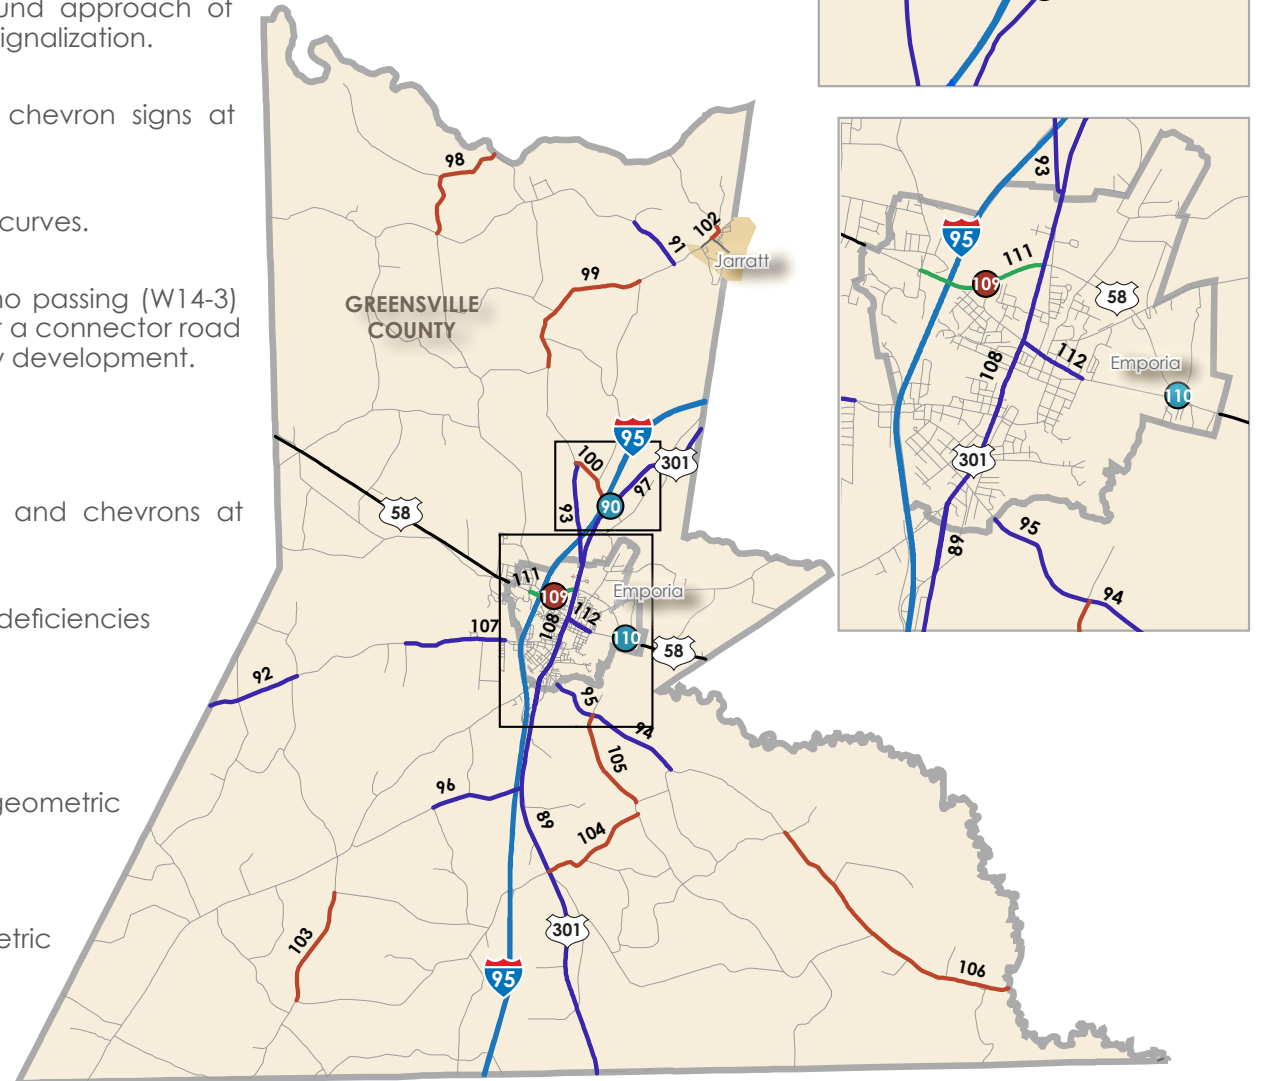 und approach of
ignalization.
chevron signs at
curves.
no passing (W14-3)
r a connector road
y development.
and chevrons at
deficiencies
geometric
etric
98
102
91
Jarratt
99
GREENSVILLE
COUNTY
95
301
100
97
93
90
58
111
109
Emporia
112
108
110
58
107
92
95
94
105
96
89
104
103
301
95
106
93
95
111
109
58
108
112
Emporia
110
301
95
89
94